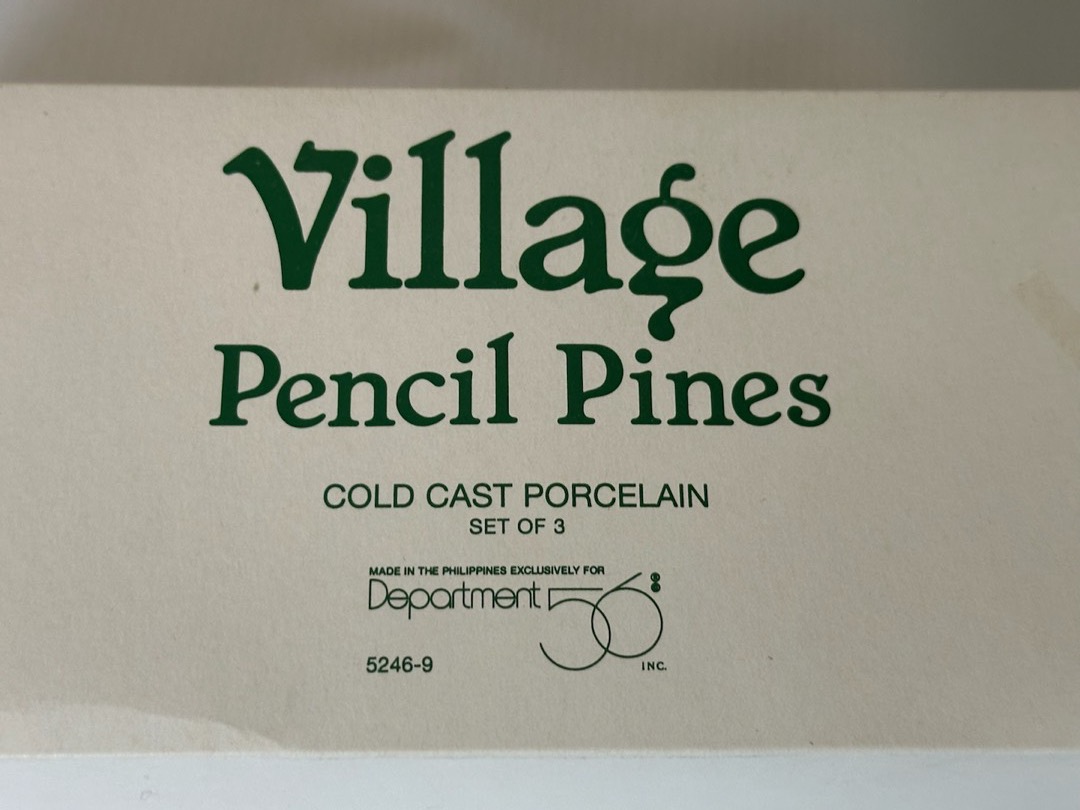 Village
Pencil Pines
COLD CAST PORCELAIN
SET OF 3
MADE IN THE PHILIPPINES EXCLUSIVELY FOR
Department 56
INC.
5246-9